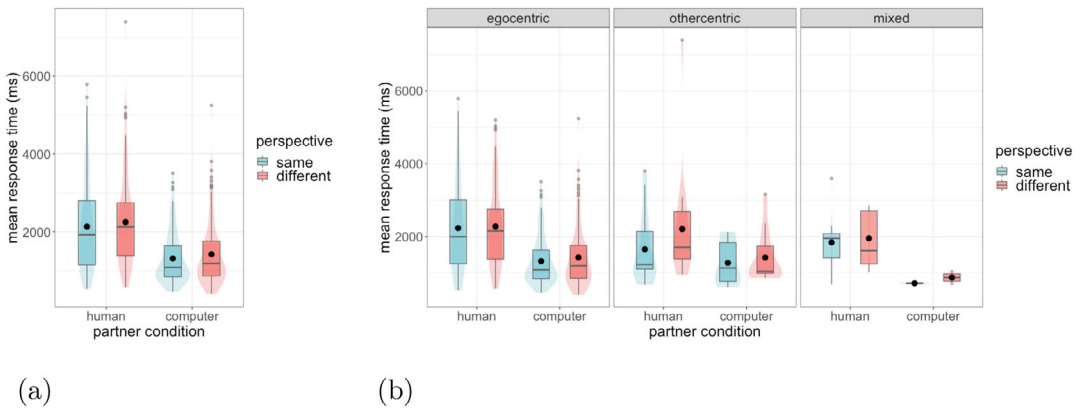 mean response time (ms)
6000
4000
2000
human
computer
partner condition
perspective
same
different
(a)
egocentric
othercentric
mixed
mean response time (ms)
6000
4000
2000
human
computer
human
computer
human
computer
partner condition
perspective
same
different
(b)